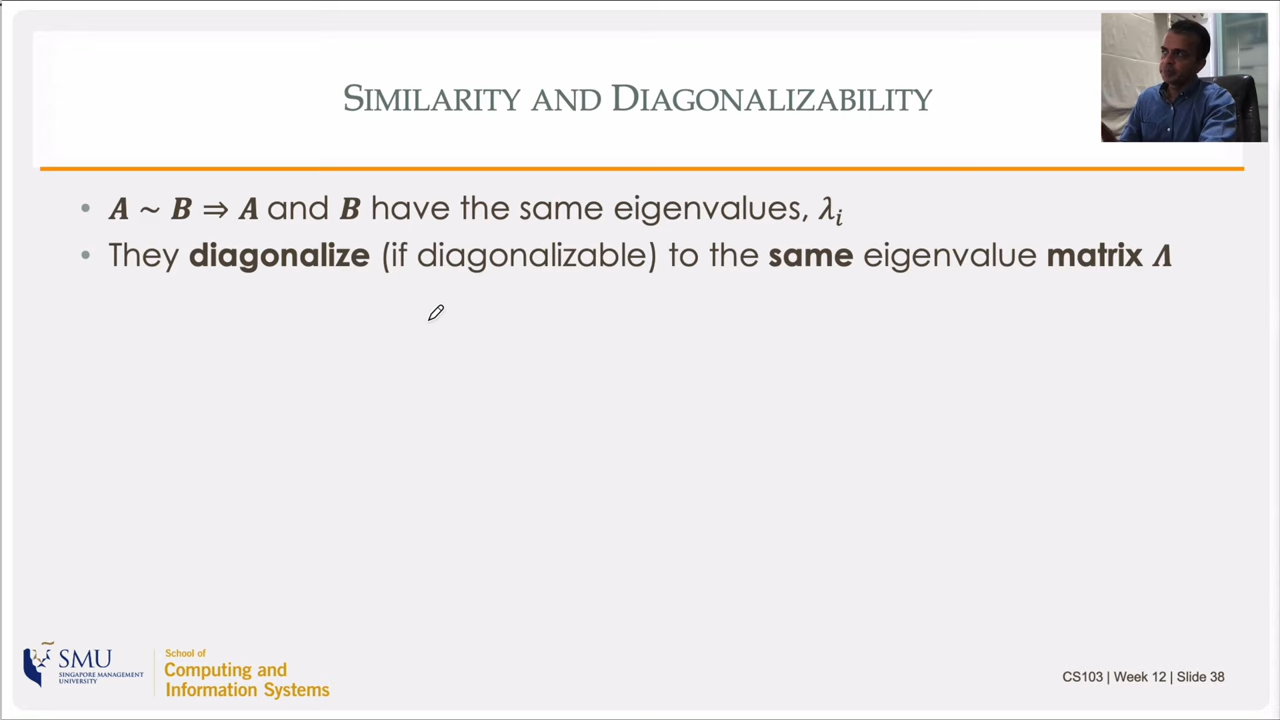 SIMILARITY AND DIAGONALIZABILITY
• A ~ B ⇒ A and B have the same eigenvalues, λᵢ
• They diagonalize (if diagonalizable) to the same eigenvalue matrix Λ
SMU
SINGAPORE MANAGEMENT
UNIVERSITY
School of
Computing and
Information Systems
CS103 | Week 12 | Slide 38